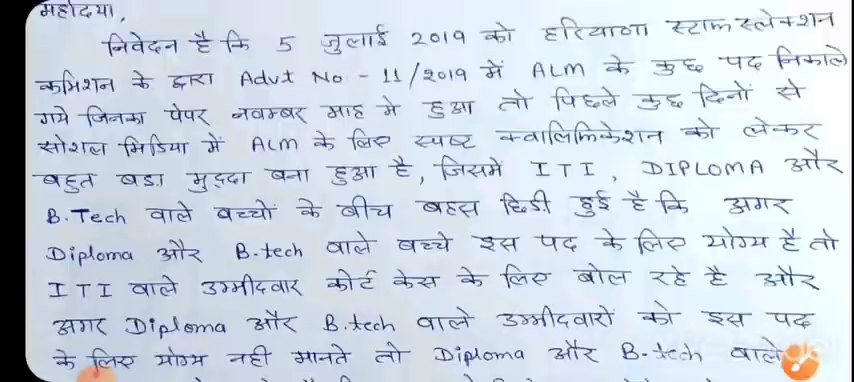 महोदया,
निवेदन है कि 5 जुलाई 2019 को हरियाणा स्टाफ स्लेक्शन
कमिशन के द्वारा Advt No - 11/2019 में ALM के कुछ पद निकाले
गये जिनका पेपर नवम्बर माह मे हुआ तो पिछले कुछ दिनों से
सोशल मिडिया में ALM के लिए स्पष्ट क्वालिफिकेशन को लेकर
बहुत बडा मुद्दा बना हुआ है, जिसमें ITI, DIPLOMA और
B.Tech वाले बच्चों के बीच बहस छिडी हुई है कि अगर
Diploma और B.tech वाले बच्चे इस पद के लिए योग्य है तो
ITI वाले उम्मीदवार कोर्ट केस के लिए बोल रहे है और
अगर Diploma और B.tech वाले उम्मीदवारों को इस पद
के लिए योग्य नही मानते तो Diploma और B.tech वाले